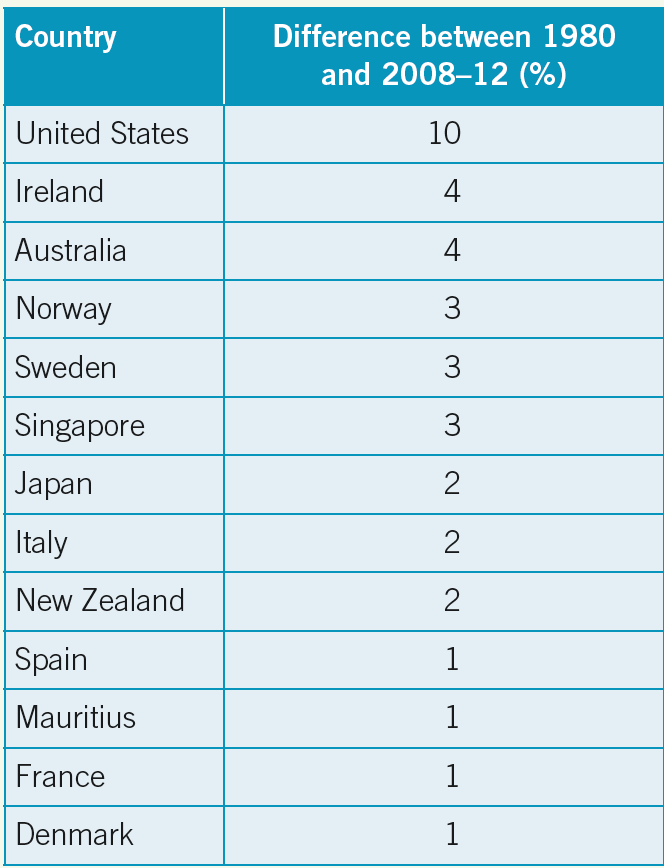 Country
Difference between 1980
and 2008–12 (%)
United States 10
Ireland 4
Australia 4
Norway 3
Sweden 3
Singapore 3
Japan 2
Italy 2
New Zealand 2
Spain 1
Mauritius 1
France 1
Denmark 1